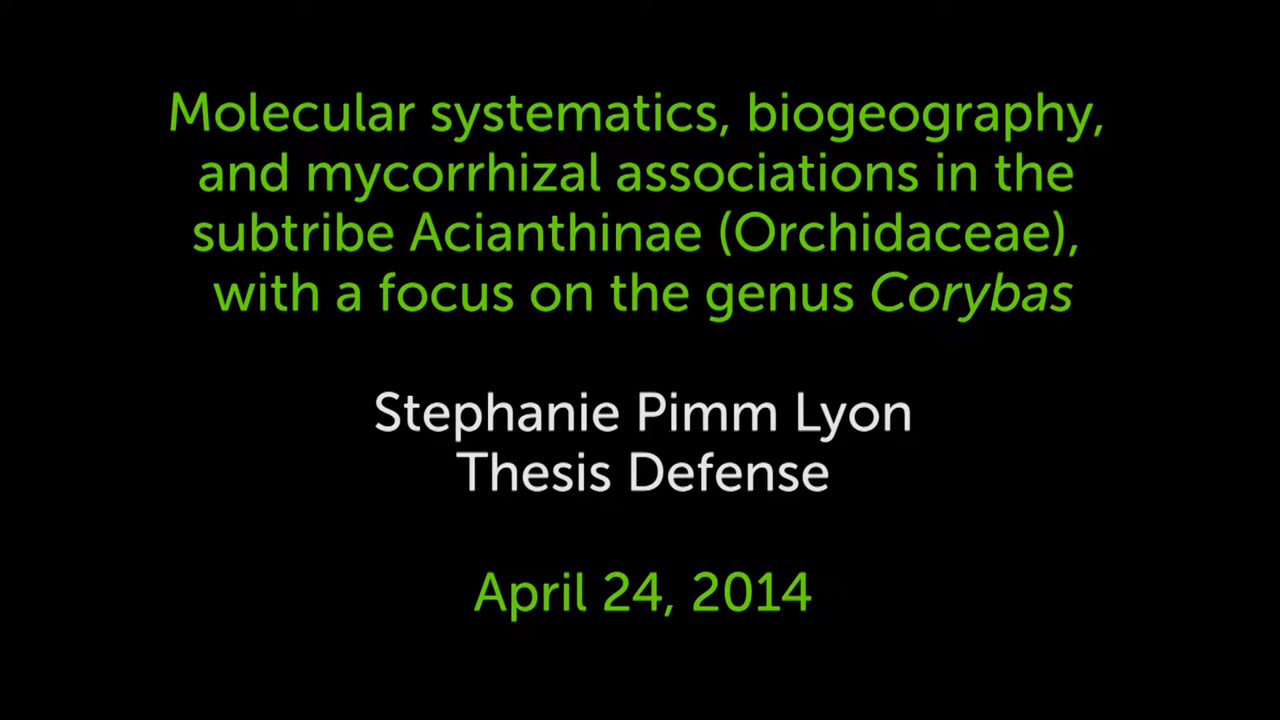 Molecular systematics, biogeography,
and mycorrhizal associations in the
subtribe Acianthinae (Orchidaceae),
with a focus on the genus Corybas
Stephanie Pimm Lyon
Thesis Defense
April 24, 2014